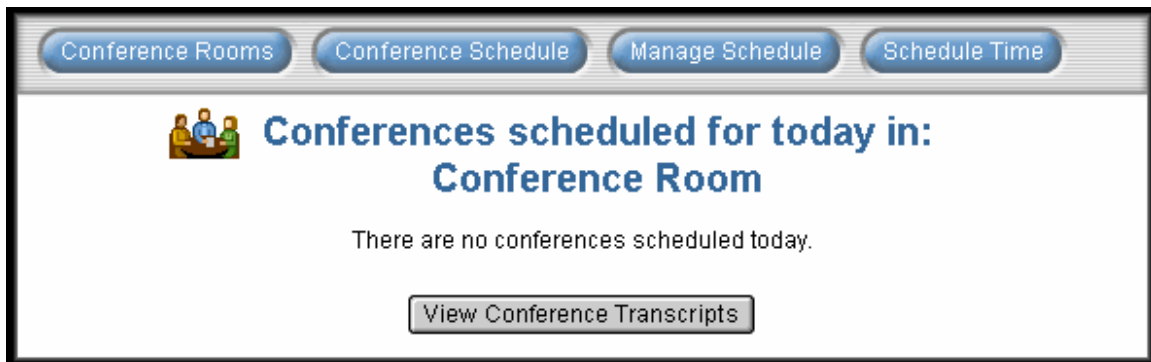 Conference Rooms Conference Schedule Manage Schedule Schedule Time
Conferences scheduled for today in:
Conference Room
There are no conferences scheduled today.
View Conference Transcripts